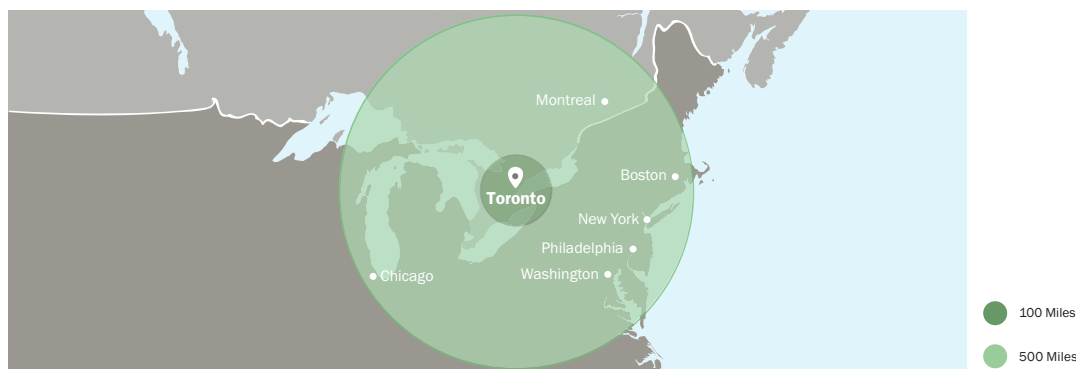 Montreal
Boston
Toronto
New York
Philadelphia
Washington
Chicago
100 Miles
500 Miles